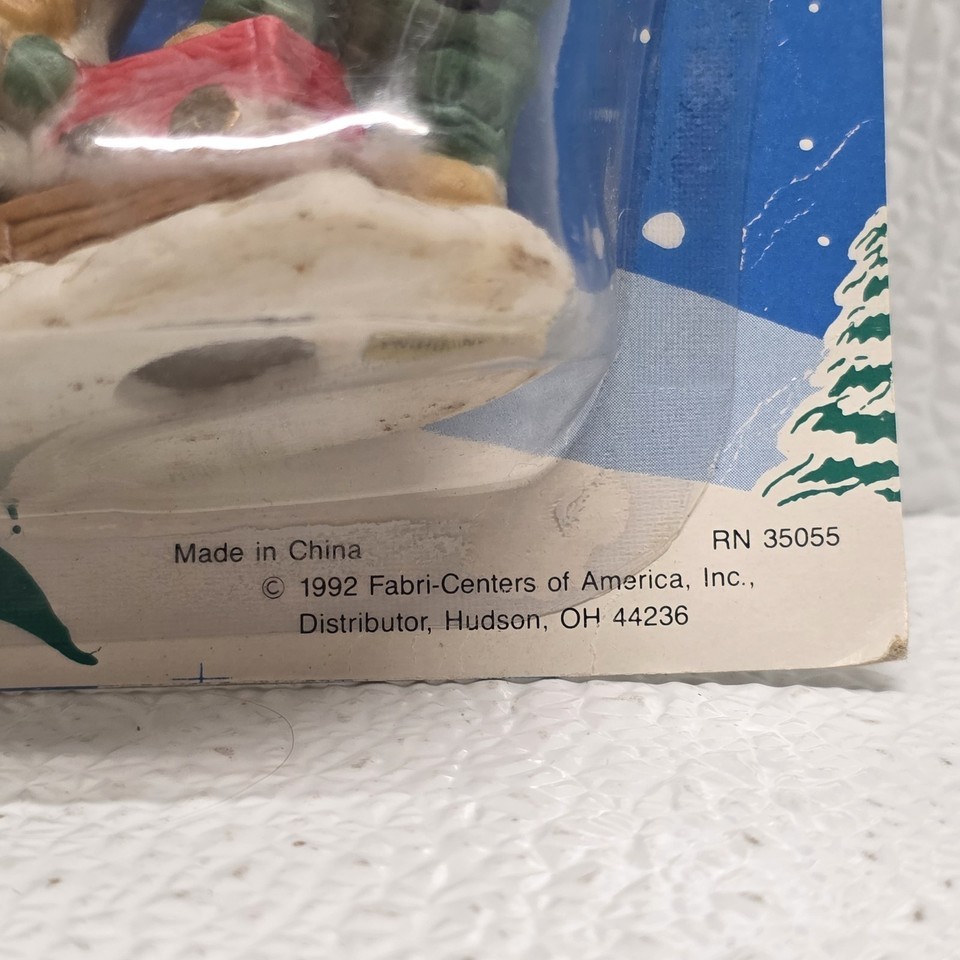 Made in China RN 35055
© 1992 Fabri-Centers of America, Inc.,
Distributor, Hudson, OH 44236